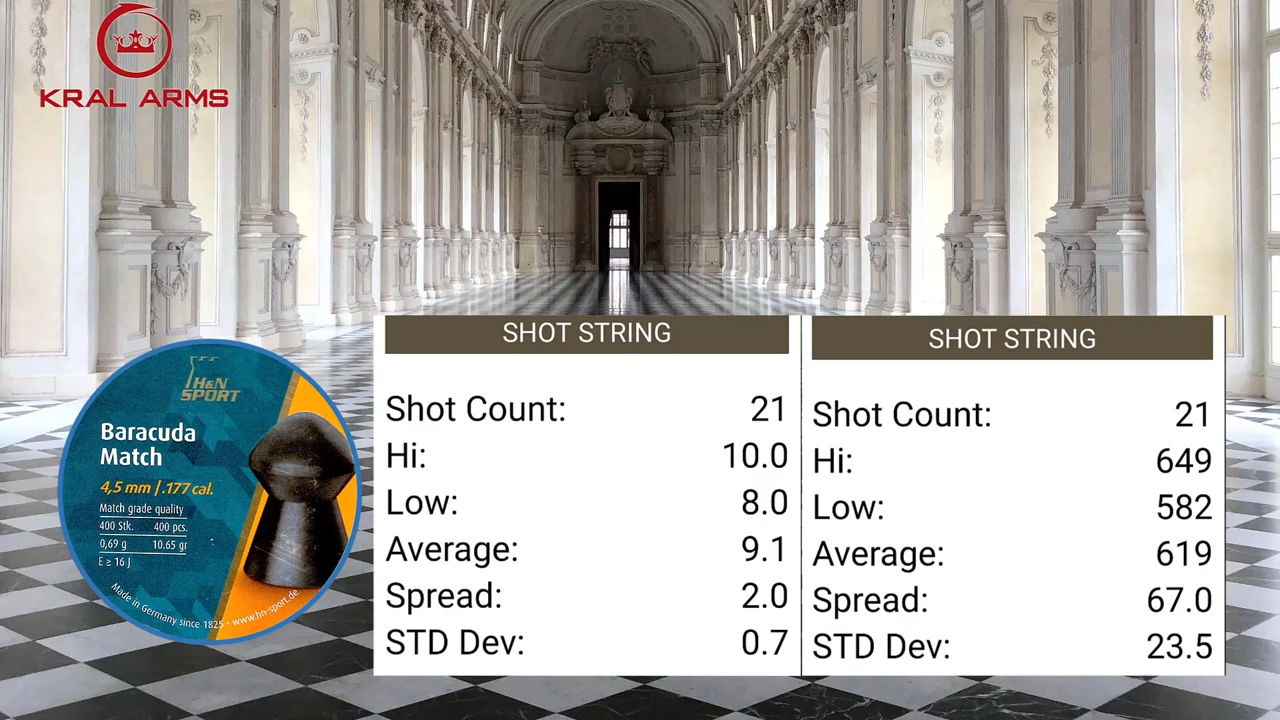 KRAL ARMS
H&N
SPORT
Baracuda
Match
4,5 mm | .177 cal.
Match grade quality
400 Stk. 400 pcs.
0,69 g 10.65 gr
E ≥ 16 J
Made in Germany since 1825 • www.hn-sport.de
SHOT STRING
Shot Count: 21
Hi: 10.0
Low: 8.0
Average: 9.1
Spread: 2.0
STD Dev: 0.7
SHOT STRING
Shot Count: 21
Hi: 649
Low: 582
Average: 619
Spread: 67.0
STD Dev: 23.5